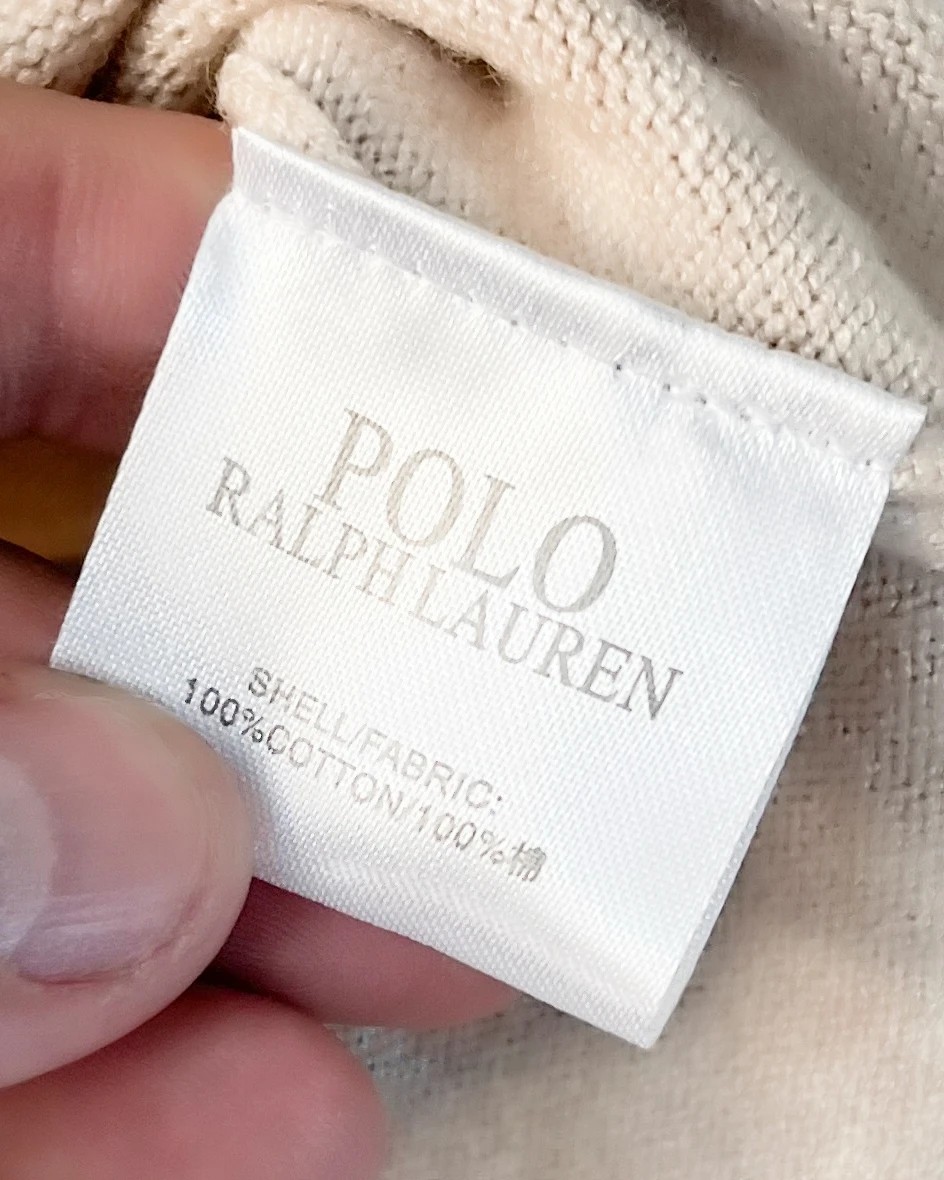 POLO
RALPH LAUREN
SHELL/FABRIC:
100%COTTON/100%棉